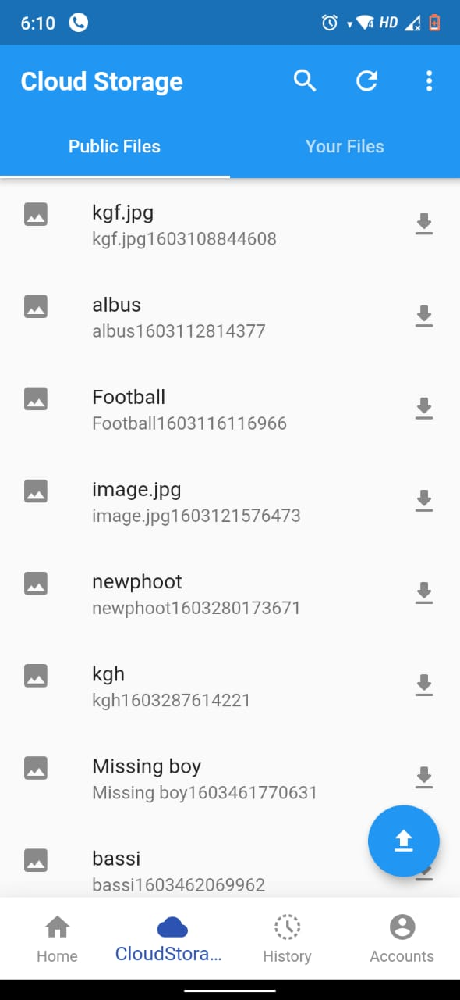 6:10
4 HD
Cloud Storage
Public Files
Your Files
kgf.jpg
kgf.jpg1603108844608
albus
albus1603112814377
Football
Football1603116116966
image.jpg
image.jpg1603121576473
newphoot
newphoot1603280173671
kgh
kgh1603287614221
Missing boy
Missing boy1603461770631
bassi
bassi1603462069962
Home
CloudStora...
History
Accounts